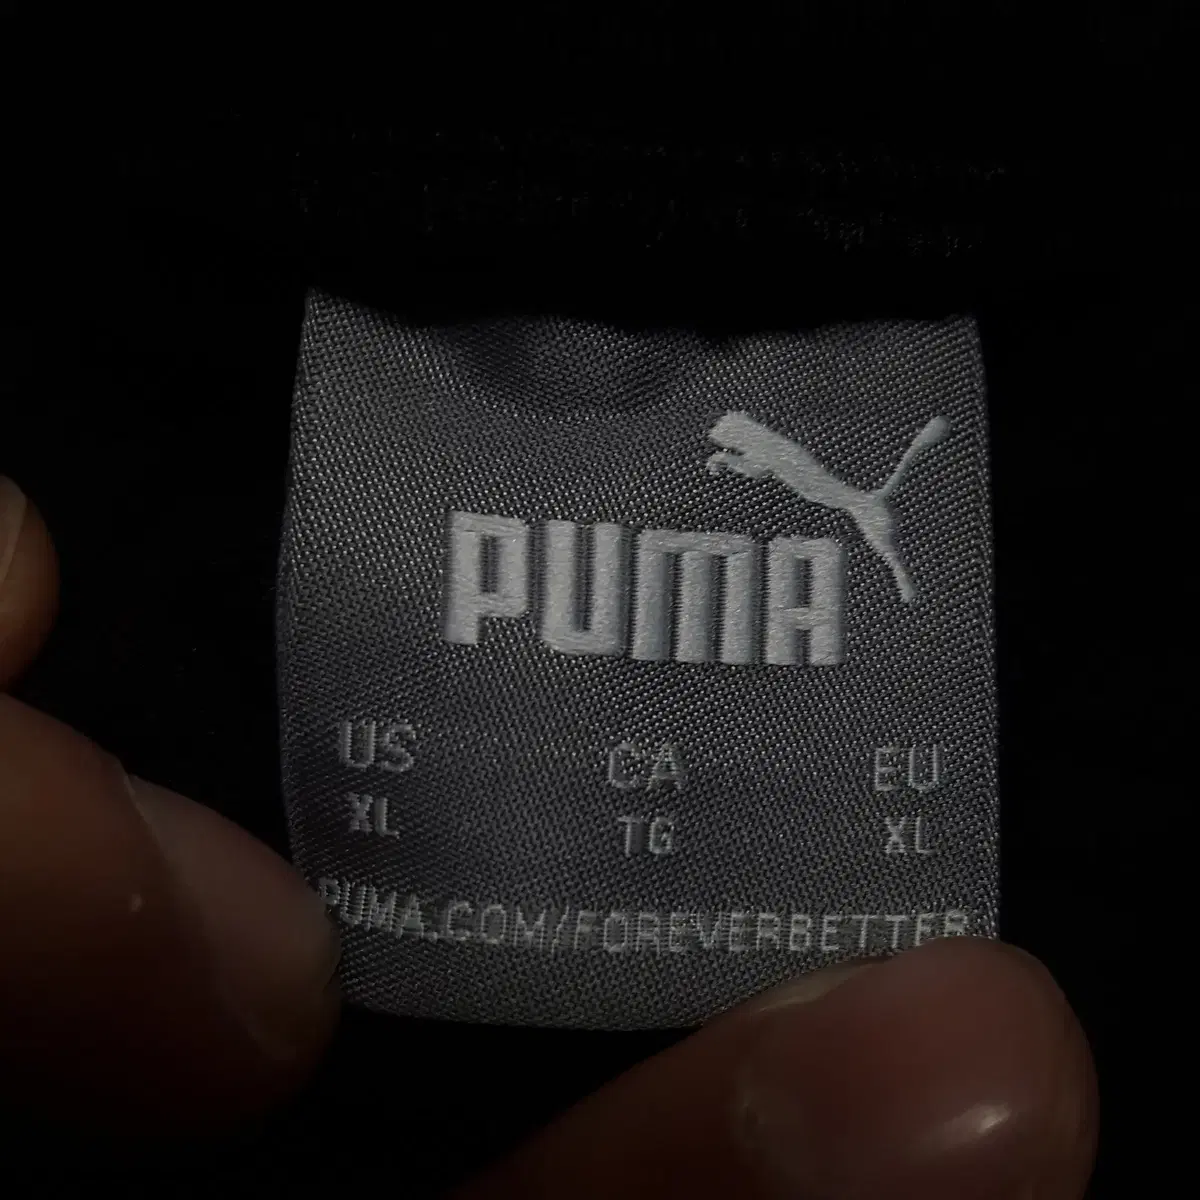 PUMA
US CA EU
XL TG XL
PUMA.COM/FOREVERBETTER